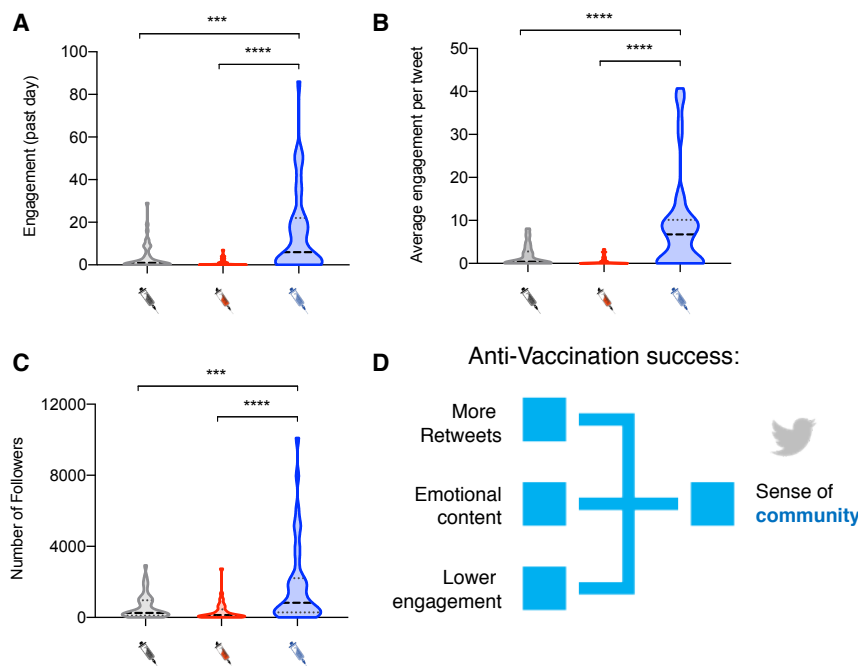 A
***
****
Engagement (past day)
100
80
60
40
20
0
B
****
****
Average engagement per tweet
50
40
30
20
10
0
C
***
****
Number of Followers
12000
8000
4000
0
D
Anti-Vaccination success:
More
Retweets
Emotional
content
Lower
engagement
Sense of
community